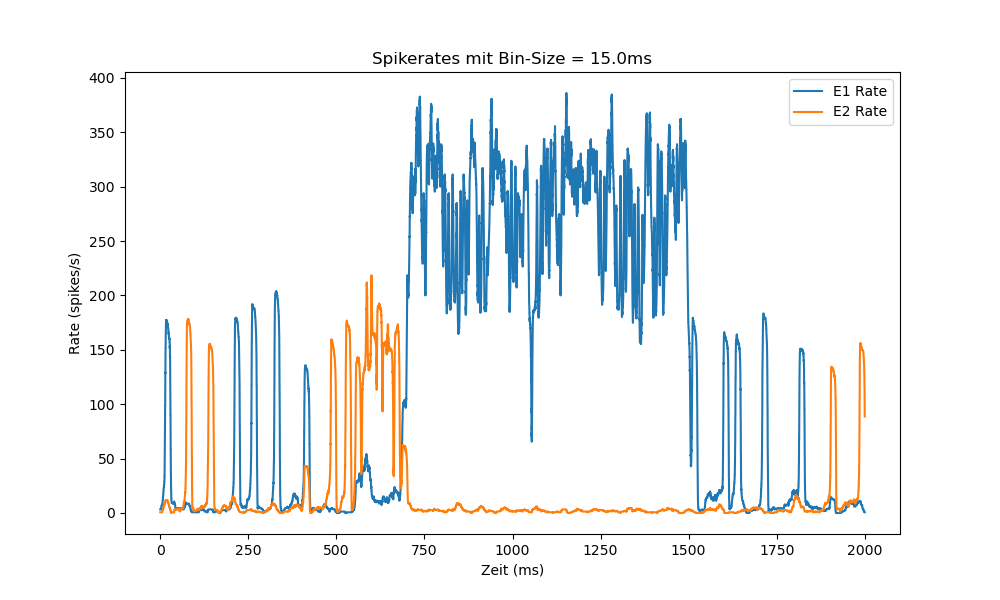 Spikerates mit Bin-Size = 15.0ms
E1 Rate
E2 Rate
Rate (spikes/s)
400
350
300
250
200
150
100
50
0
0 250 500 750 1000 1250 1500 1750 2000
Zeit (ms)